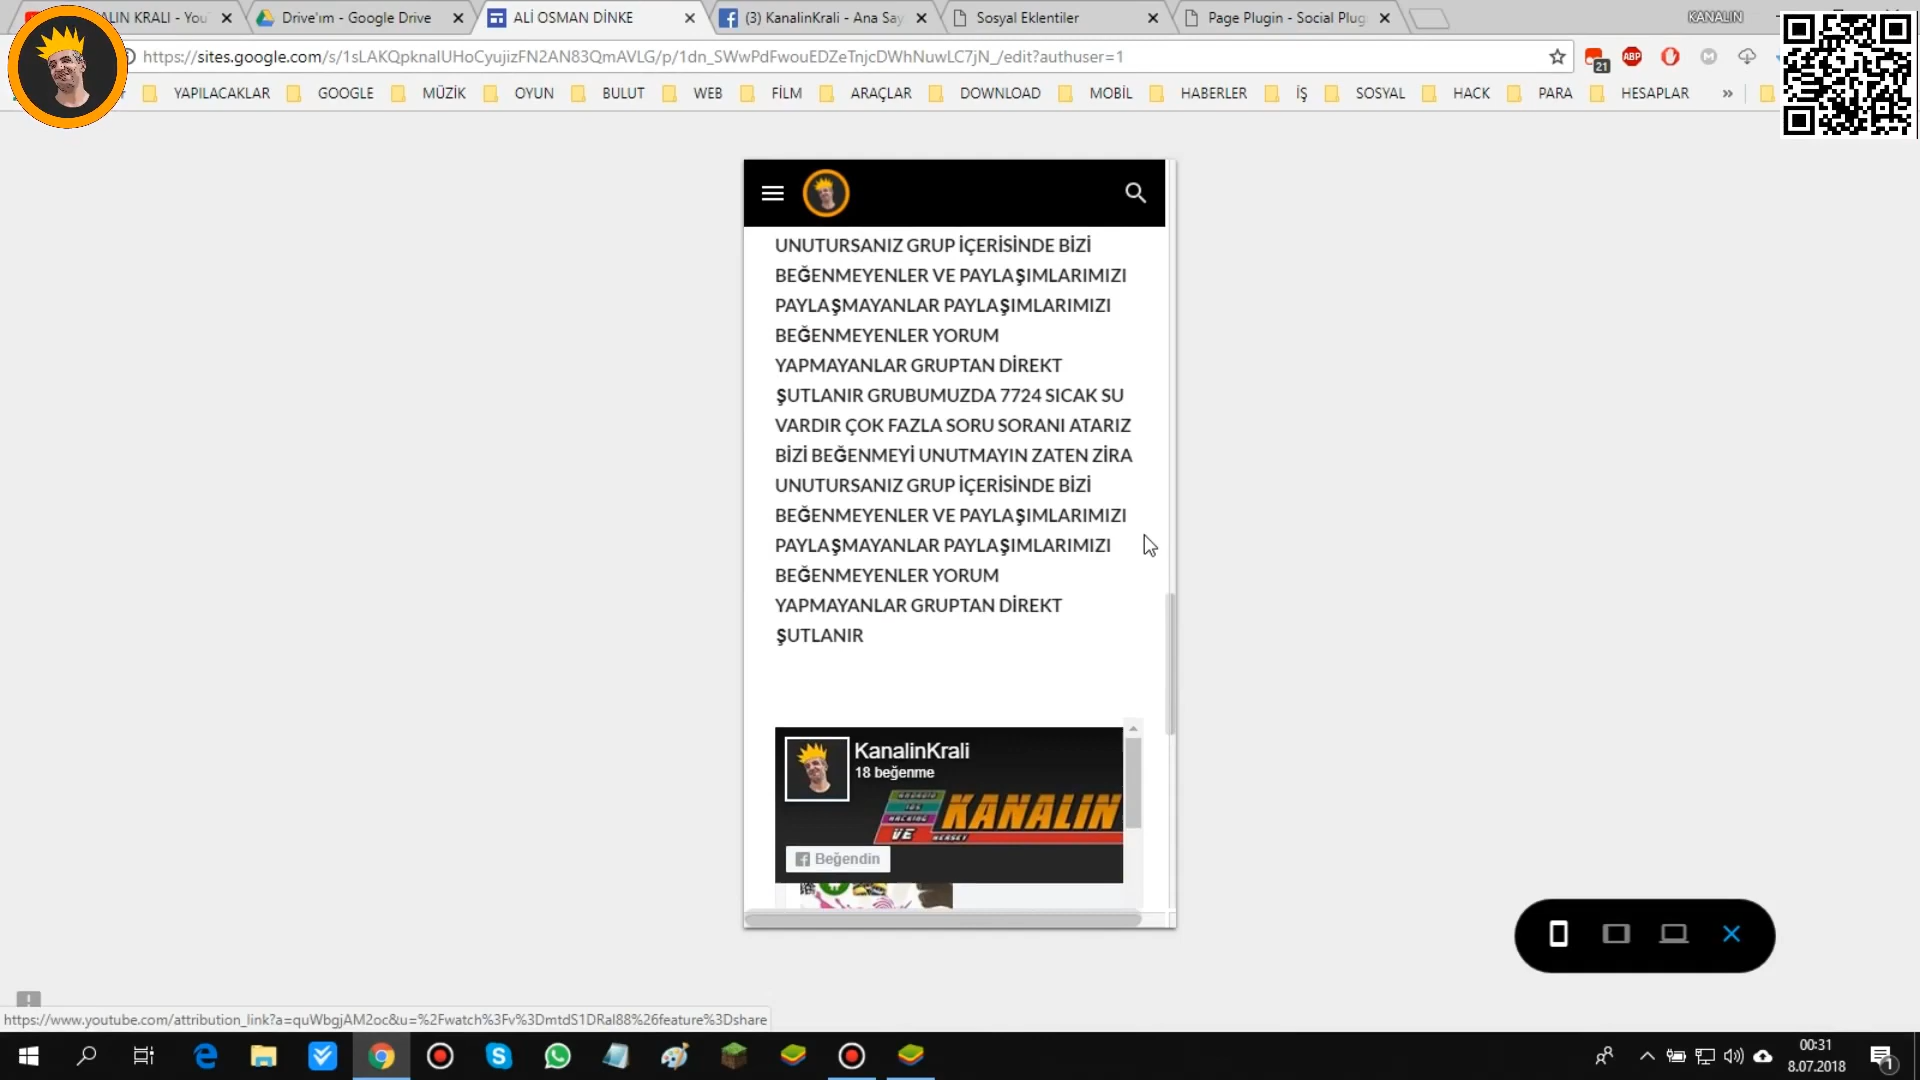 ALIN KRALI - You
Drive'ım - Google Drive
ALİ OSMAN DİNKE
(3) KanalinKrali - Ana Say
Sosyal Eklentiler
Page Plugin - Social Plug
KANALIN
https://sites.google.com/s/1sLAKQpknalUHoCyujizFN2AN83QmAVLG/p/1dn_SWwPdFwouEDZeTnjcDWhNuwLC7jN_/edit?authuser=1
21
ABP
YAPILACAKLAR
GOOGLE
MÜZİK
OYUN
BULUT
WEB
FİLM
ARAÇLAR
DOWNLOAD
MOBİL
HABERLER
İŞ
SOSYAL
HACK
PARA
HESAPLAR
UNUTURSANIZ GRUP İÇERİSİNDE BİZİ
BEĞENMEYENLER VE PAYLAŞIMLARIMIZI
PAYLAŞMAYANLAR PAYLAŞIMLARIMIZI
BEĞENMEYENLER YORUM
YAPMAYANLAR GRUPTAN DİREKT
ŞUTLANIR GRUBUMUZDA 7724 SICAK SU
VARDIR ÇOK FAZLA SORU SORANI ATARIZ
BİZİ BEĞENMEYİ UNUTMAYIN ZATEN ZİRA
UNUTURSANIZ GRUP İÇERİSİNDE BİZİ
BEĞENMEYENLER VE PAYLAŞIMLARIMIZI
PAYLAŞMAYANLAR PAYLAŞIMLARIMIZI
BEĞENMEYENLER YORUM
YAPMAYANLAR GRUPTAN DİREKT
ŞUTLANIR
KanalinKrali
18 beğenme
KANALIN
VE
Beğendin
https://www.youtube.com/attribution_link?a=quWbgjAM2oc&u=%2Fwatch%3Fv%3DmtdS1DRal88%26feature%3Dshare
00:31
8.07.2018
1